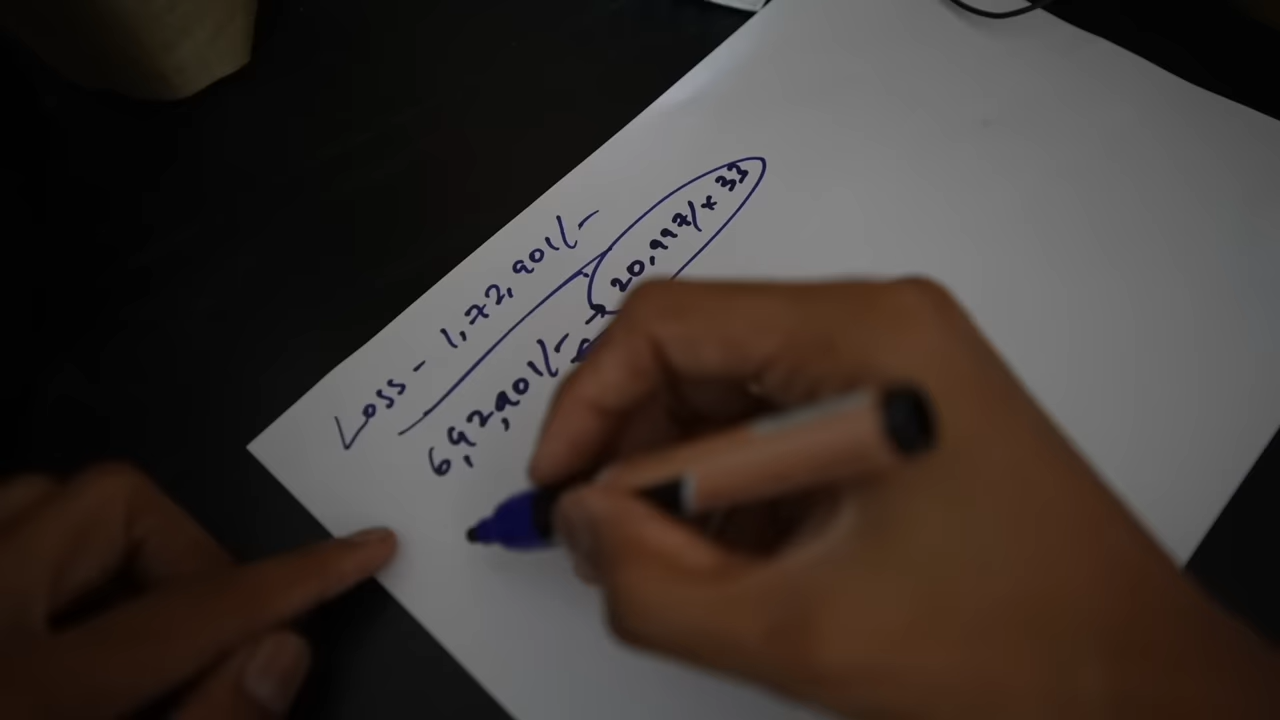 Loss - 1,72,901/-
6,92,901/- → 20,997/x 33